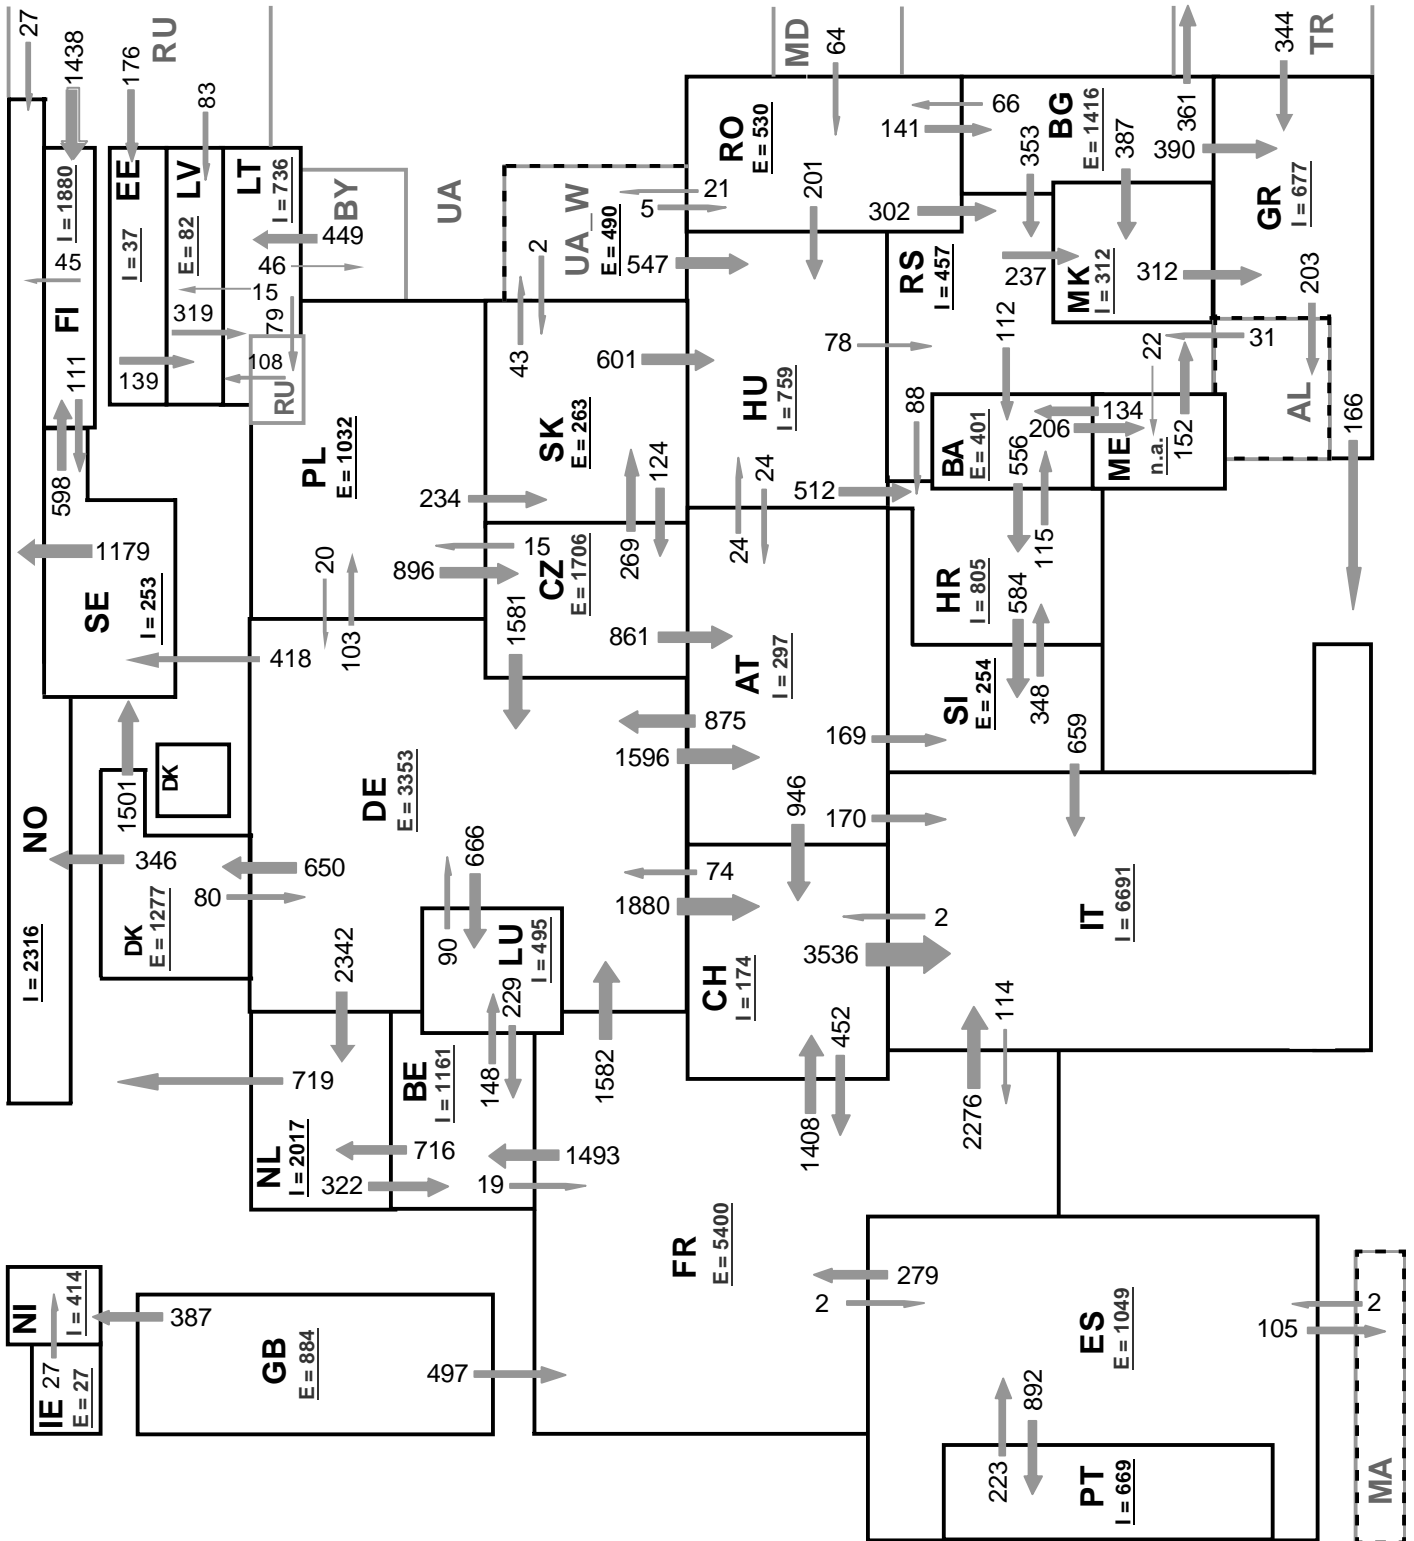 27
1438
176
RU
83
NO
I = 2316
SE
I = 253
FI
I = 1880
45
111
598
1179
418
EE
I = 37
LV
E = 82
LT
I = 736
139
319
15
46
449
79
108
RU
BY
UA
UA_W
E = 490
MD
64
RO
E = 530
21
5
547
2
43
201
141
66
302
353
BG
E = 1416
387
361
390
344
TR
GR
I = 677
203
31
AL
166
MK
I = 312
312
237
RS
I = 457
112
78
88
22
152
134
206
BA
E = 401
ME
n.a.
556
115
HU
I = 759
601
24
24
512
SK
E = 263
234
269
124
PL
E = 1032
20
103
896
15
CZ
E = 1706
1581
861
AT
I = 297
875
1596
169
170
946
HR
I = 805
584
348
SI
E = 254
659
IT
I = 6691
DK
DK
E = 1277
1501
346
80
650
DE
E = 3353
2342
90
666
LU
I = 495
148
229
1582
74
1880
CH
I = 174
2
3536
1408
452
2276
114
719
NL
I = 2017
BE
I = 1161
716
322
1493
19
FR
E = 5400
279
2
NI
I = 414
IE
E = 27
27
387
GB
E = 884
497
ES
E = 1049
2
105
223
892
PT
I = 669
MA